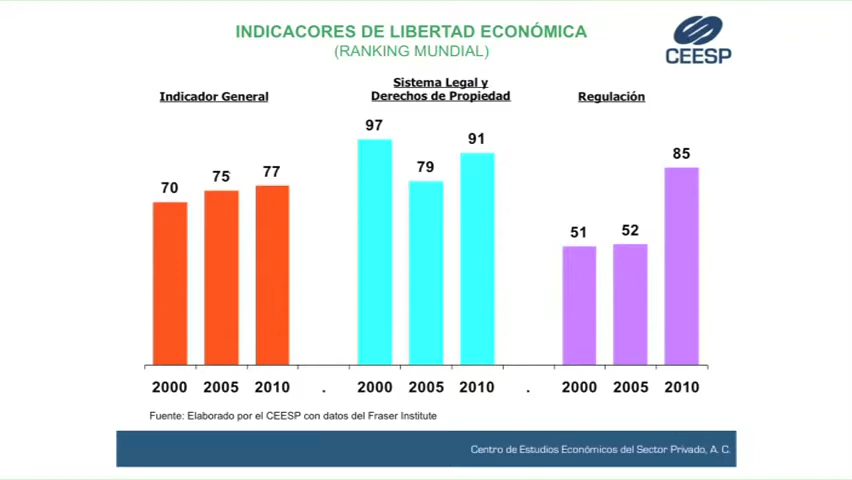 INDICACORES DE LIBERTAD ECONÓMICA
(RANKING MUNDIAL)
CEESP
Indicador General
Sistema Legal y
Derechos de Propiedad
Regulación
70 75 77
97 79 91
51 52 85
2000 2005 2010 . 2000 2005 2010 . 2000 2005 2010
Fuente: Elaborado por el CEESP con datos del Fraser Institute
Centro de Estudios Económicos del Sector Privado, A. C.